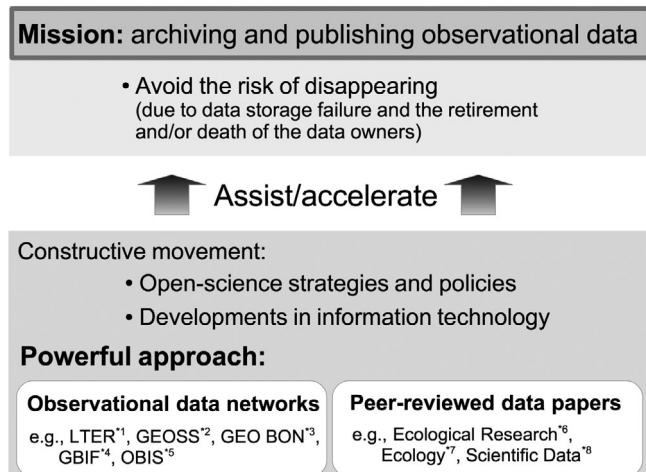 Mission: archiving and publishing observational data
• Avoid the risk of disappearing
(due to data storage failure and the retirement
and/or death of the data owners)
Assist/accelerate
Constructive movement:
• Open-science strategies and policies
• Developments in information technology
Powerful approach:
Observational data networks
e.g., LTER*1, GEOSS*2, GEO BON*3,
GBIF*4, OBIS*5
Peer-reviewed data papers
e.g., Ecological Research*6,
Ecology*7, Scientific Data*8